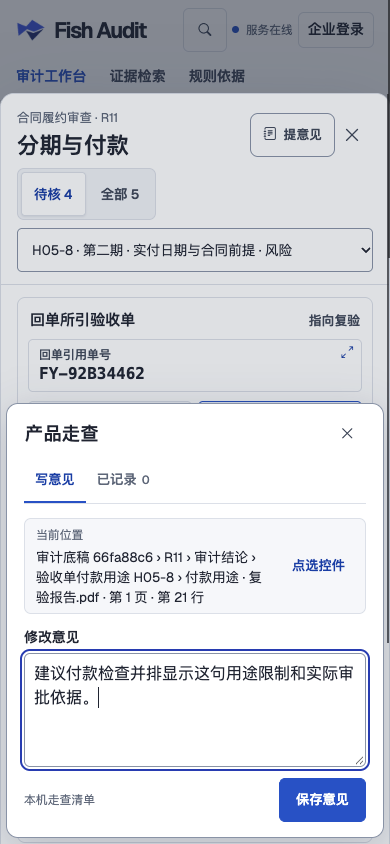 Fish Audit
服务在线
企业登录
审计工作台 证据检索 规则依据
合同履约审查 · R11
分期与付款
提意见
待核 4 全部 5
H05-8 · 第二期 · 实付日期与合同前提 · 风险
回单所引验收单 指向复验
回单引用单号
FY-92B34462
产品走查
写意见 已记录 0
当前位置
审计底稿 66fa88c6 › R11 › 审计结论 ›
验收单付款用途 H05-8 › 付款用途 · 复
验报告.pdf · 第 1 页 · 第 21 行
点选控件
修改意见
建议付款检查并排显示这句用途限制和实际审
批依据。
本机走查清单
保存意见